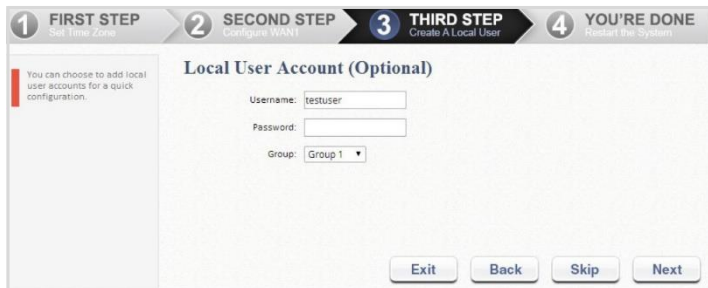 1 FIRST STEP
Set Time Zone
2 SECOND STEP
Configure WAN1
3 THIRD STEP
Create A Local User
4 YOU'RE DONE
Restart the System
You can choose to add local
user accounts for a quick
configuration.
Local User Account (Optional)
Username: testuser
Password:
Group: Group 1
Exit Back Skip Next